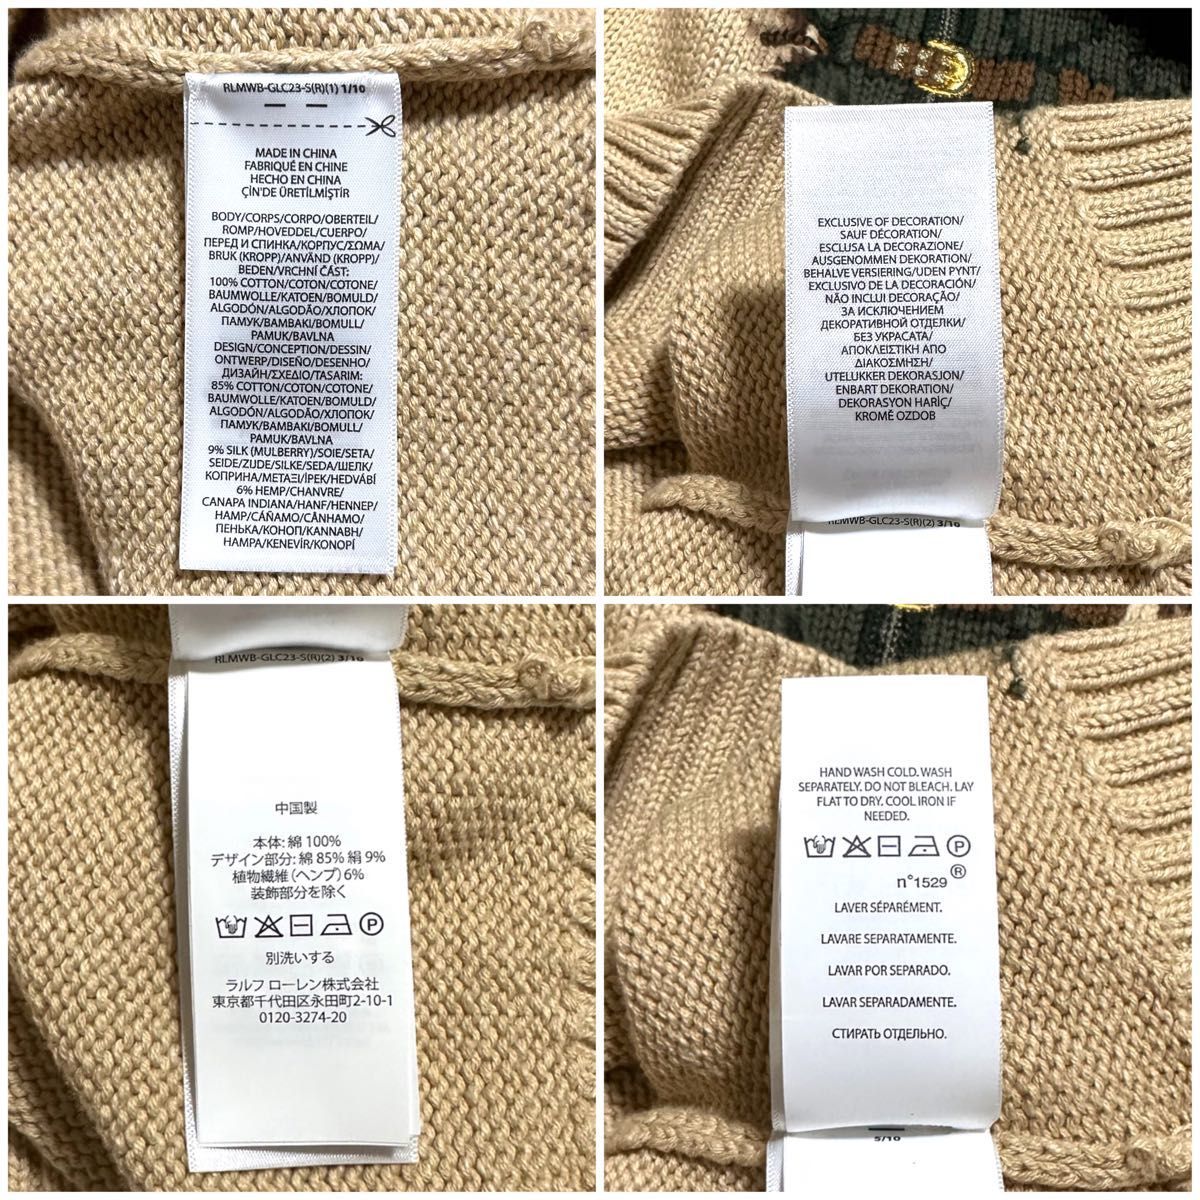 RLMWB-GLC23-S(R)(1) 1/10
MADE IN CHINA
FABRIQUÉ EN CHINE
HECHO EN CHINA
ÇİN'DE ÜRETİLMİŞTİR
BODY/CORPS/CORPO/OBERTEIL/
ROMP/HOVEDDEL/CUERPO/
ПЕРЕД И СПИНКА/КОРПУС/ΣΩΜΑ/
BRUK (KROPP)/ANVÄND (KROPP)/
BEDEN/VRCHNÍ ČÁST:
100% COTTON/COTON/COTONE/
BAUMWOLLE/KATOEN/BOMULD/
ALGODÓN/ALGODÃO/ХЛОПОК/
ПАМУК/BAMBAKI/BOMULL/
PAMUK/BAVLNA
DESIGN/CONCEPTION/DESSIN/
ONTWERP/DISEÑO/DESENHO/
ДИЗАЙН/ΣΧΕΔΙΟ/TASARIM:
85% COTTON/COTON/COTONE/
BAUMWOLLE/KATOEN/BOMULD/
ALGODÓN/ALGODÃO/ХЛОПОК/
ПАМУК/BAMBAKI/BOMULL/
PAMUK/BAVLNA
9% SILK (MULBERRY)/SOIE/SETA/
SEIDE/ZIJDE/SILKE/SEDA/ШЕЛК/
КОПРИНА/ΜΕΤΑΞΙ/İPEK/HEDVÁBÍ
6% HEMP/CHANVRE/
CANAPA INDIANA/HANF/HENNEP/
HAMP/CÁÑAMO/CÂNHAMO/
ПЕНЬКА/КОНОП/KANNABH/
HAMPA/KENEVİR/KONOPÍ
EXCLUSIVE OF DECORATION/
SAUF DÉCORATION/
ESCLUSA LA DECORAZIONE/
AUSGENOMMEN DEKORATION/
BEHALVE VERSIERING/UDEN PYNT/
EXCLUSIVO DE LA DECORACIÓN/
NÃO INCLUI DECORAÇÃO/
ЗА ИСКЛЮЧЕНИЕМ
ДЕКОРАТИВНОЙ ОТДЕЛКИ/
БЕЗ УКРАСАТА/
ΑΠΟΚΛΕΙΣΤΙΚΗ ΑΠΟ
ΔΙΑΚΟΣΜΗΣΗ/
UTELUKKER DEKORASJON/
ENBART DEKORATION/
DEKORASYON HARİÇ/
KROMĚ OZDOB
RLMWB-GLC23-S(R)(2) 3/10
RLMWB-GLC23-S(R)(2) 3/10
中国製
本体: 綿 100%
デザイン部分: 綿 85% 絹 9%
植物繊維 (ヘンプ) 6%
装飾部分を除く
P
別洗いする
ラルフ ローレン株式会社
東京都千代田区永田町2-10-1
0120-3274-20
HAND WASH COLD. WASH
SEPARATELY. DO NOT BLEACH. LAY
FLAT TO DRY. COOL IRON IF
NEEDED.
P
n°1529 ®
LAVER SÉPARÉMENT.
LAVARE SEPARATAMENTE.
LAVAR POR SEPARADO.
LAVAR SEPARADAMENTE.
СТИРАТЬ ОТДЕЛЬНО.
5/10